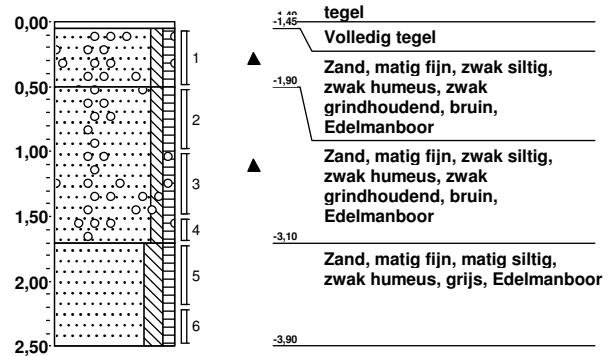 0,00
0,50
1,00
1,50
2,00
2,50
1
2
3
4
5
6
-1,40 tegel
-1,45
Volledig tegel
-1,90
Zand, matig fijn, zwak siltig,
zwak humeus, zwak
grindhoudend, bruin,
Edelmanboor
Zand, matig fijn, zwak siltig,
zwak humeus, zwak
grindhoudend, bruin,
Edelmanboor
-3,10
Zand, matig fijn, matig siltig,
zwak humeus, grijs, Edelmanboor
-3,90